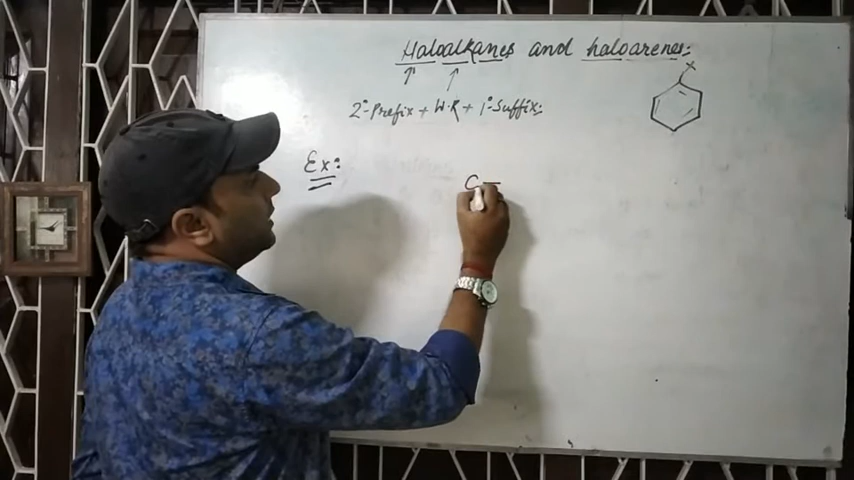 Haloalkanes and haloarenes:
X
2°-Prefix + W.R + 1°-Suffix:
Ex:
C